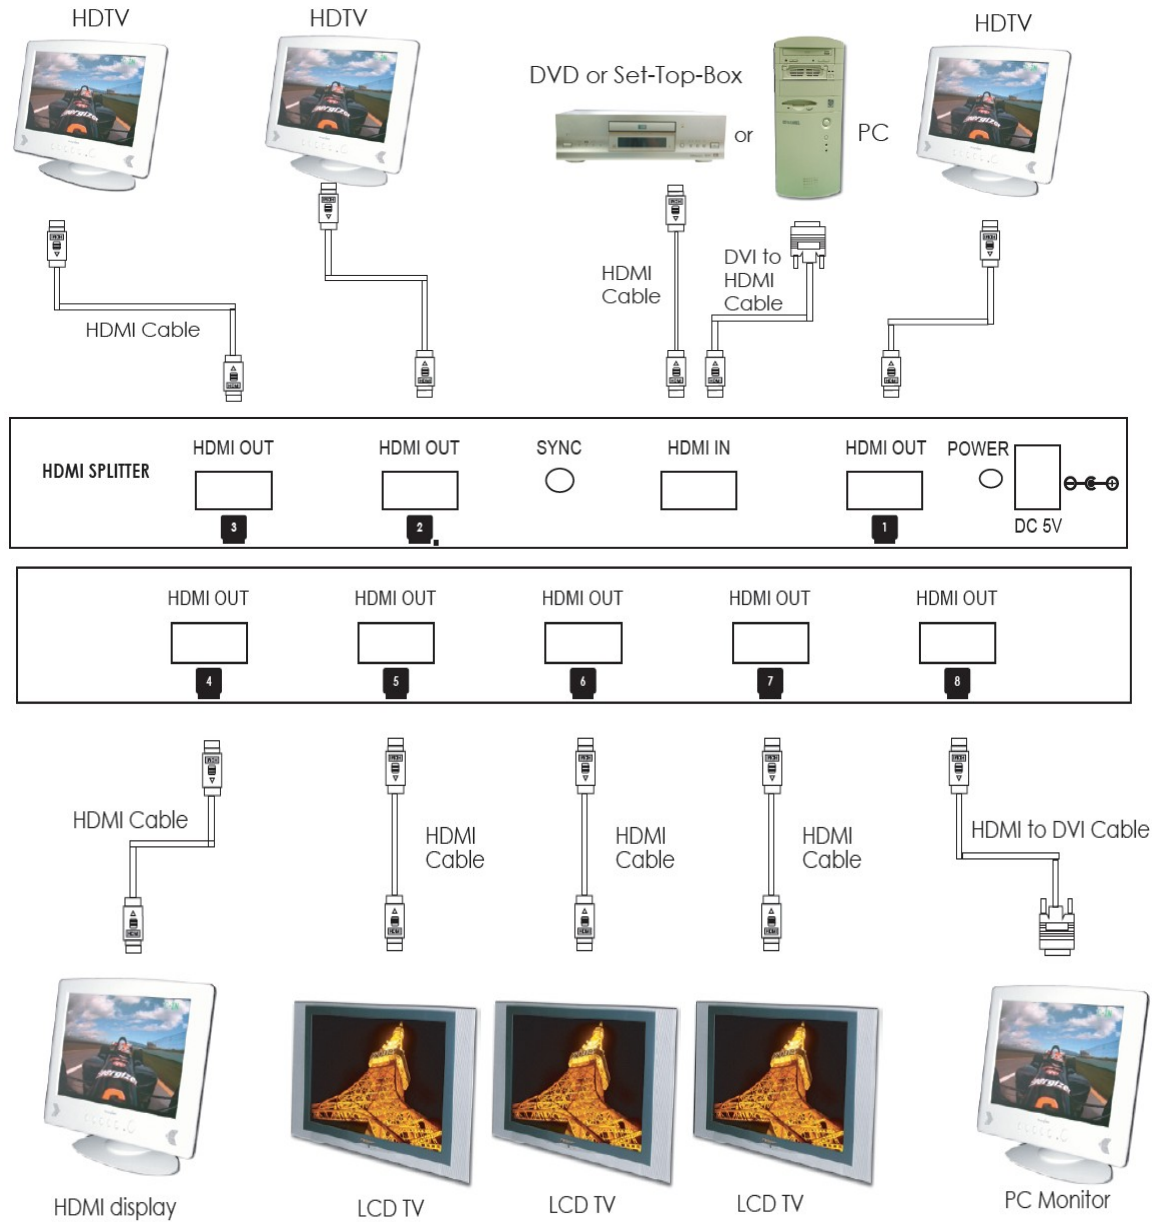 HDTV
HDTV
HDTV
DVD or Set-Top-Box
or
PC
HDMI
Cable
DVI to
HDMI
Cable
HDMI Cable
HDMI SPLITTER
HDMI OUT
HDMI OUT
SYNC
HDMI IN
HDMI OUT
POWER
DC 5V
3
2
1
HDMI OUT
HDMI OUT
HDMI OUT
HDMI OUT
HDMI OUT
4
5
6
7
8
HDMI Cable
HDMI
Cable
HDMI
Cable
HDMI
Cable
HDMI to DVI Cable
HDMI display
LCD TV
LCD TV
LCD TV
PC Monitor